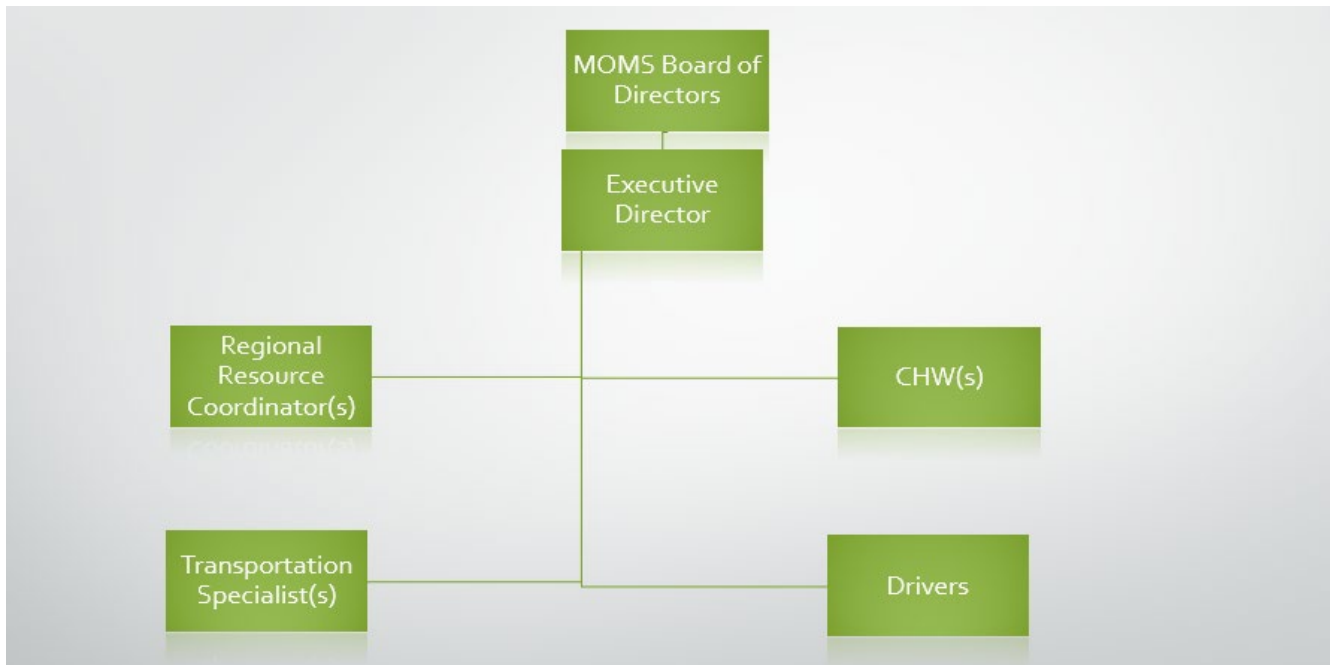 MOMS Board of
Directors
Executive
Director
Regional
Resource
Coordinator(s)
CHW(s)
Transportation
Specialist(s)
Drivers